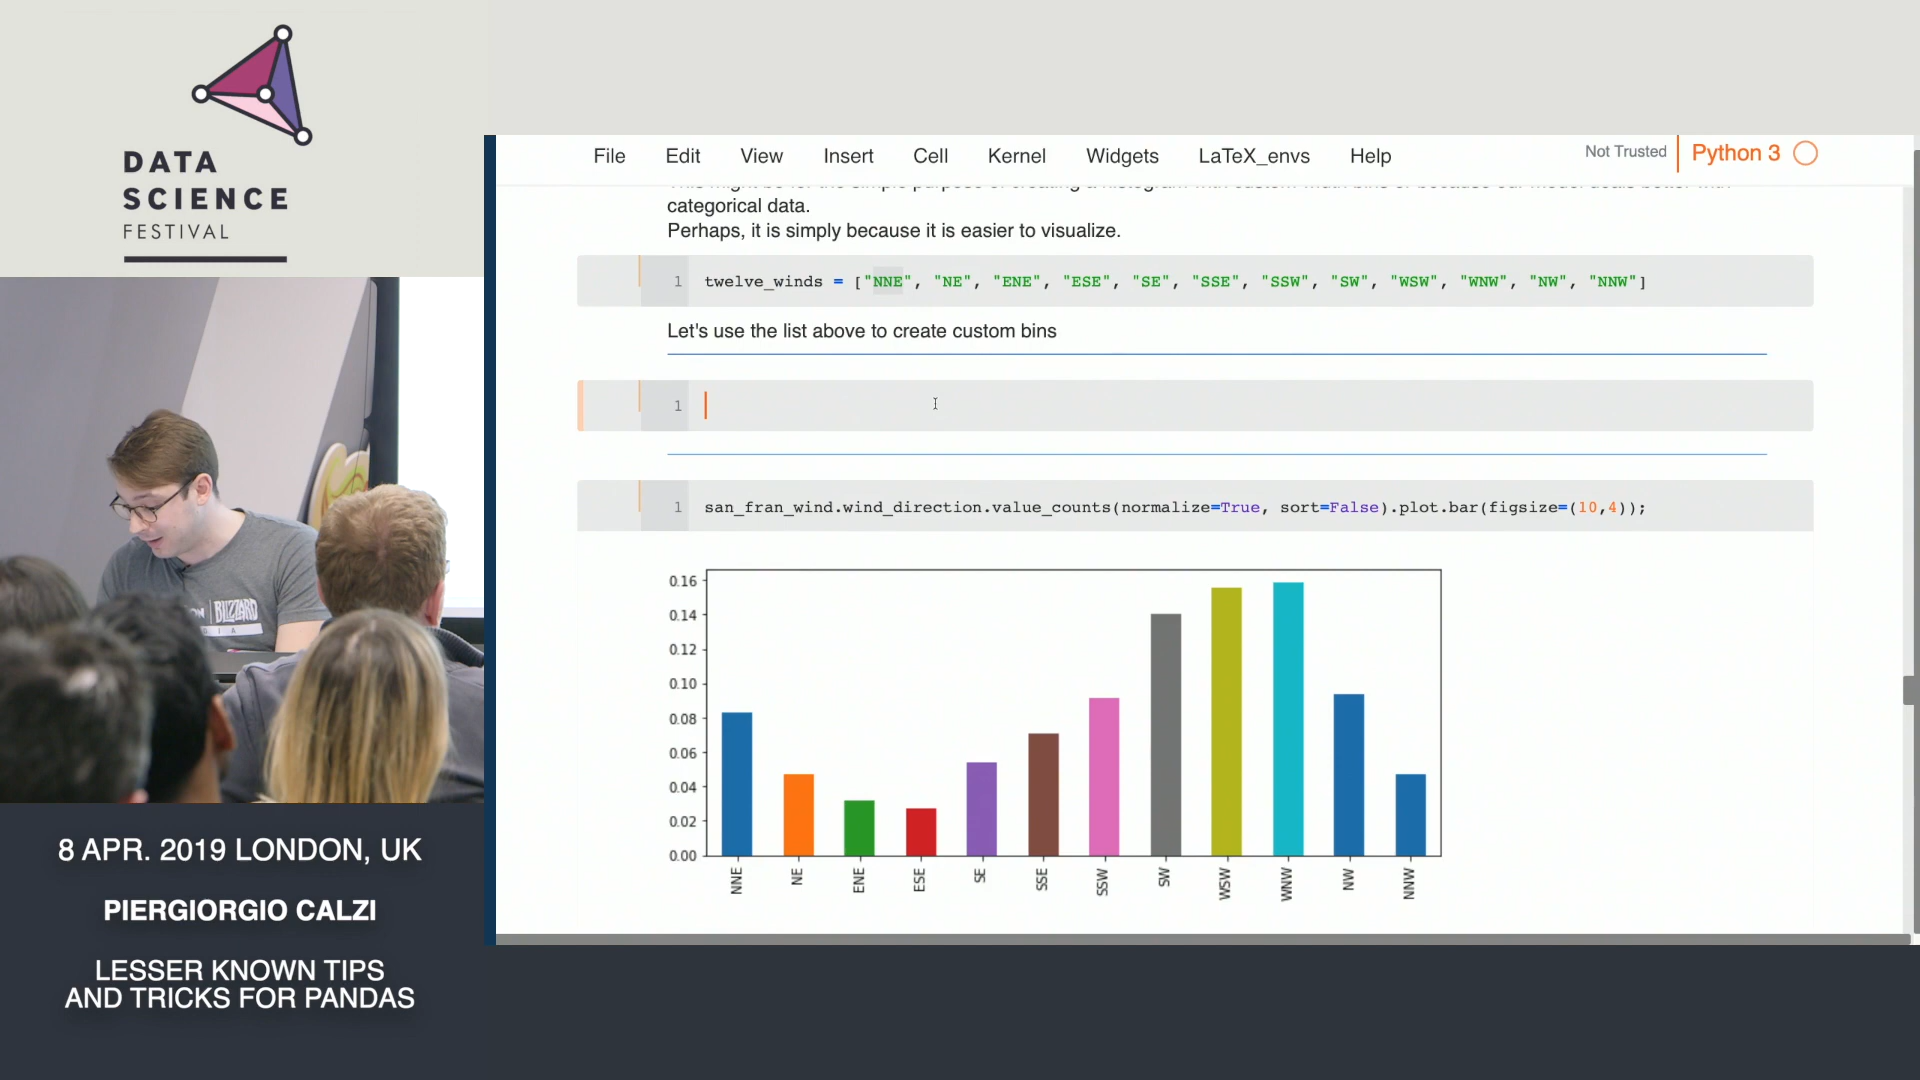 DATA
SCIENCE
FESTIVAL
BLIZZARD
8 APR. 2019 LONDON, UK
PIERGIORGIO CALZI
LESSER KNOWN TIPS
AND TRICKS FOR PANDAS
File Edit View Insert Cell Kernel Widgets LaTeX_envs Help
Not Trusted
Python 3
categorical data.
Perhaps, it is simply because it is easier to visualize.
1 twelve_winds = ["NNE", "NE", "ENE", "ESE", "SE", "SSE", "SSW", "SW", "WSW", "WNW", "NW", "NNW"]
Let's use the list above to create custom bins
1
1 san_fran_wind.wind_direction.value_counts(normalize=True, sort=False).plot.bar(figsize=(10,4));
0.16
0.14
0.12
0.10
0.08
0.06
0.04
0.02
0.00
NNE NE ENE ESE SE SSE SSW SW WSW WNW NW NNW